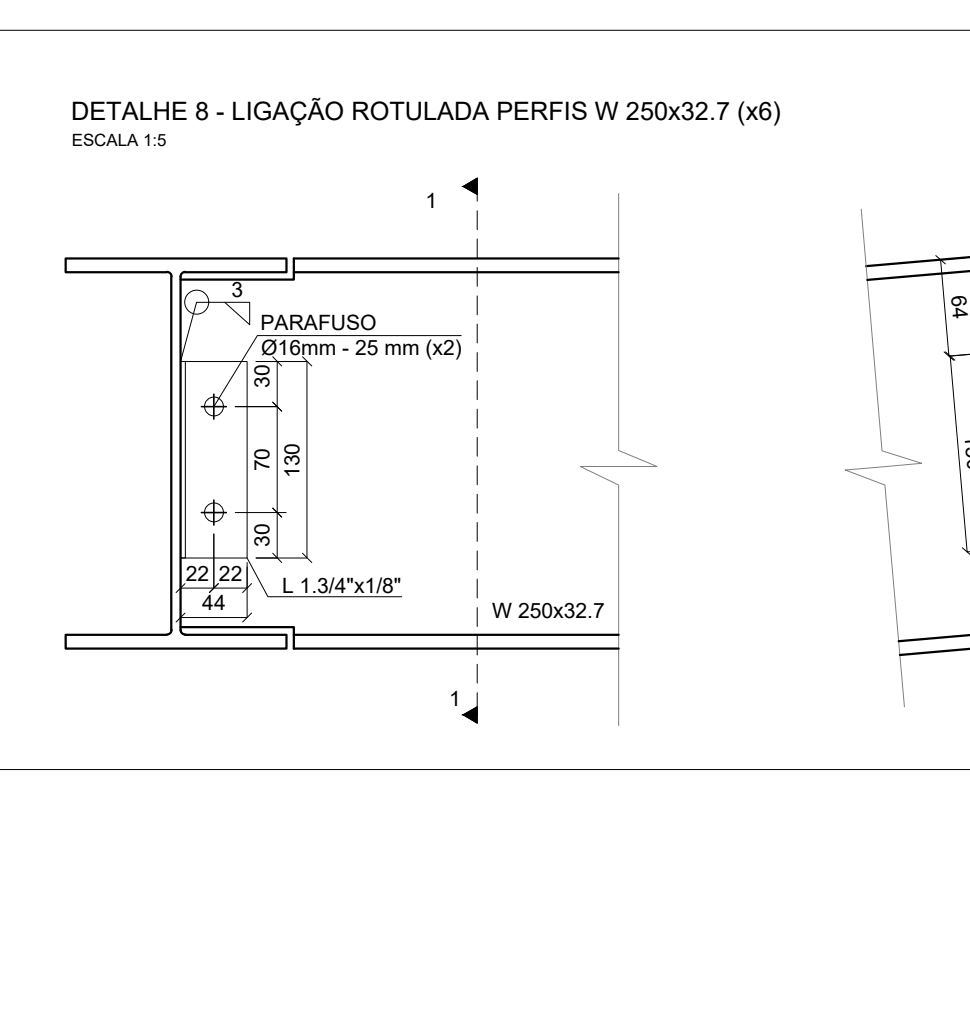 DETALHE 8 - LIGAÇÃO ROTULADA PERFIS W 250x32.7 (x6)
ESCALA 1:5
1
3
PARAFUSO
Ø16mm - 25 mm (x2)
30
70
130
30
22
22
44
L 1.3/4"x1/8"
W 250x32.7
1
64